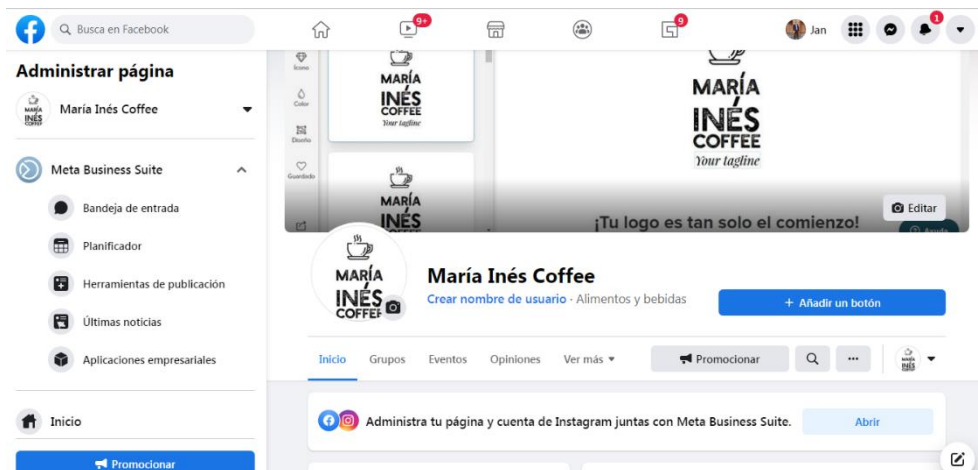 Busca en Facebook
9+
9
Jan
1
Administrar página
María Inés Coffee
Meta Business Suite
Bandeja de entrada
Planificador
Herramientas de publicación
Últimas noticias
Aplicaciones empresariales
Inicio
Promocionar
Icono
Color
Diseño
Guardado
MARÍA
INÉS
COFFEE
Your tagline
MARÍA
INÉS
COFFEE
MARÍA
INÉS
COFFEE
Your tagline
¡Tu logo es tan solo el comienzo!
Editar
Ayuda
MARÍA
INÉS
COFFEE
María Inés Coffee
Crear nombre de usuario · Alimentos y bebidas
+ Añadir un botón
Inicio
Grupos
Eventos
Opiniones
Ver más
Promocionar
Administra tu página y cuenta de Instagram juntas con Meta Business Suite.
Abrir